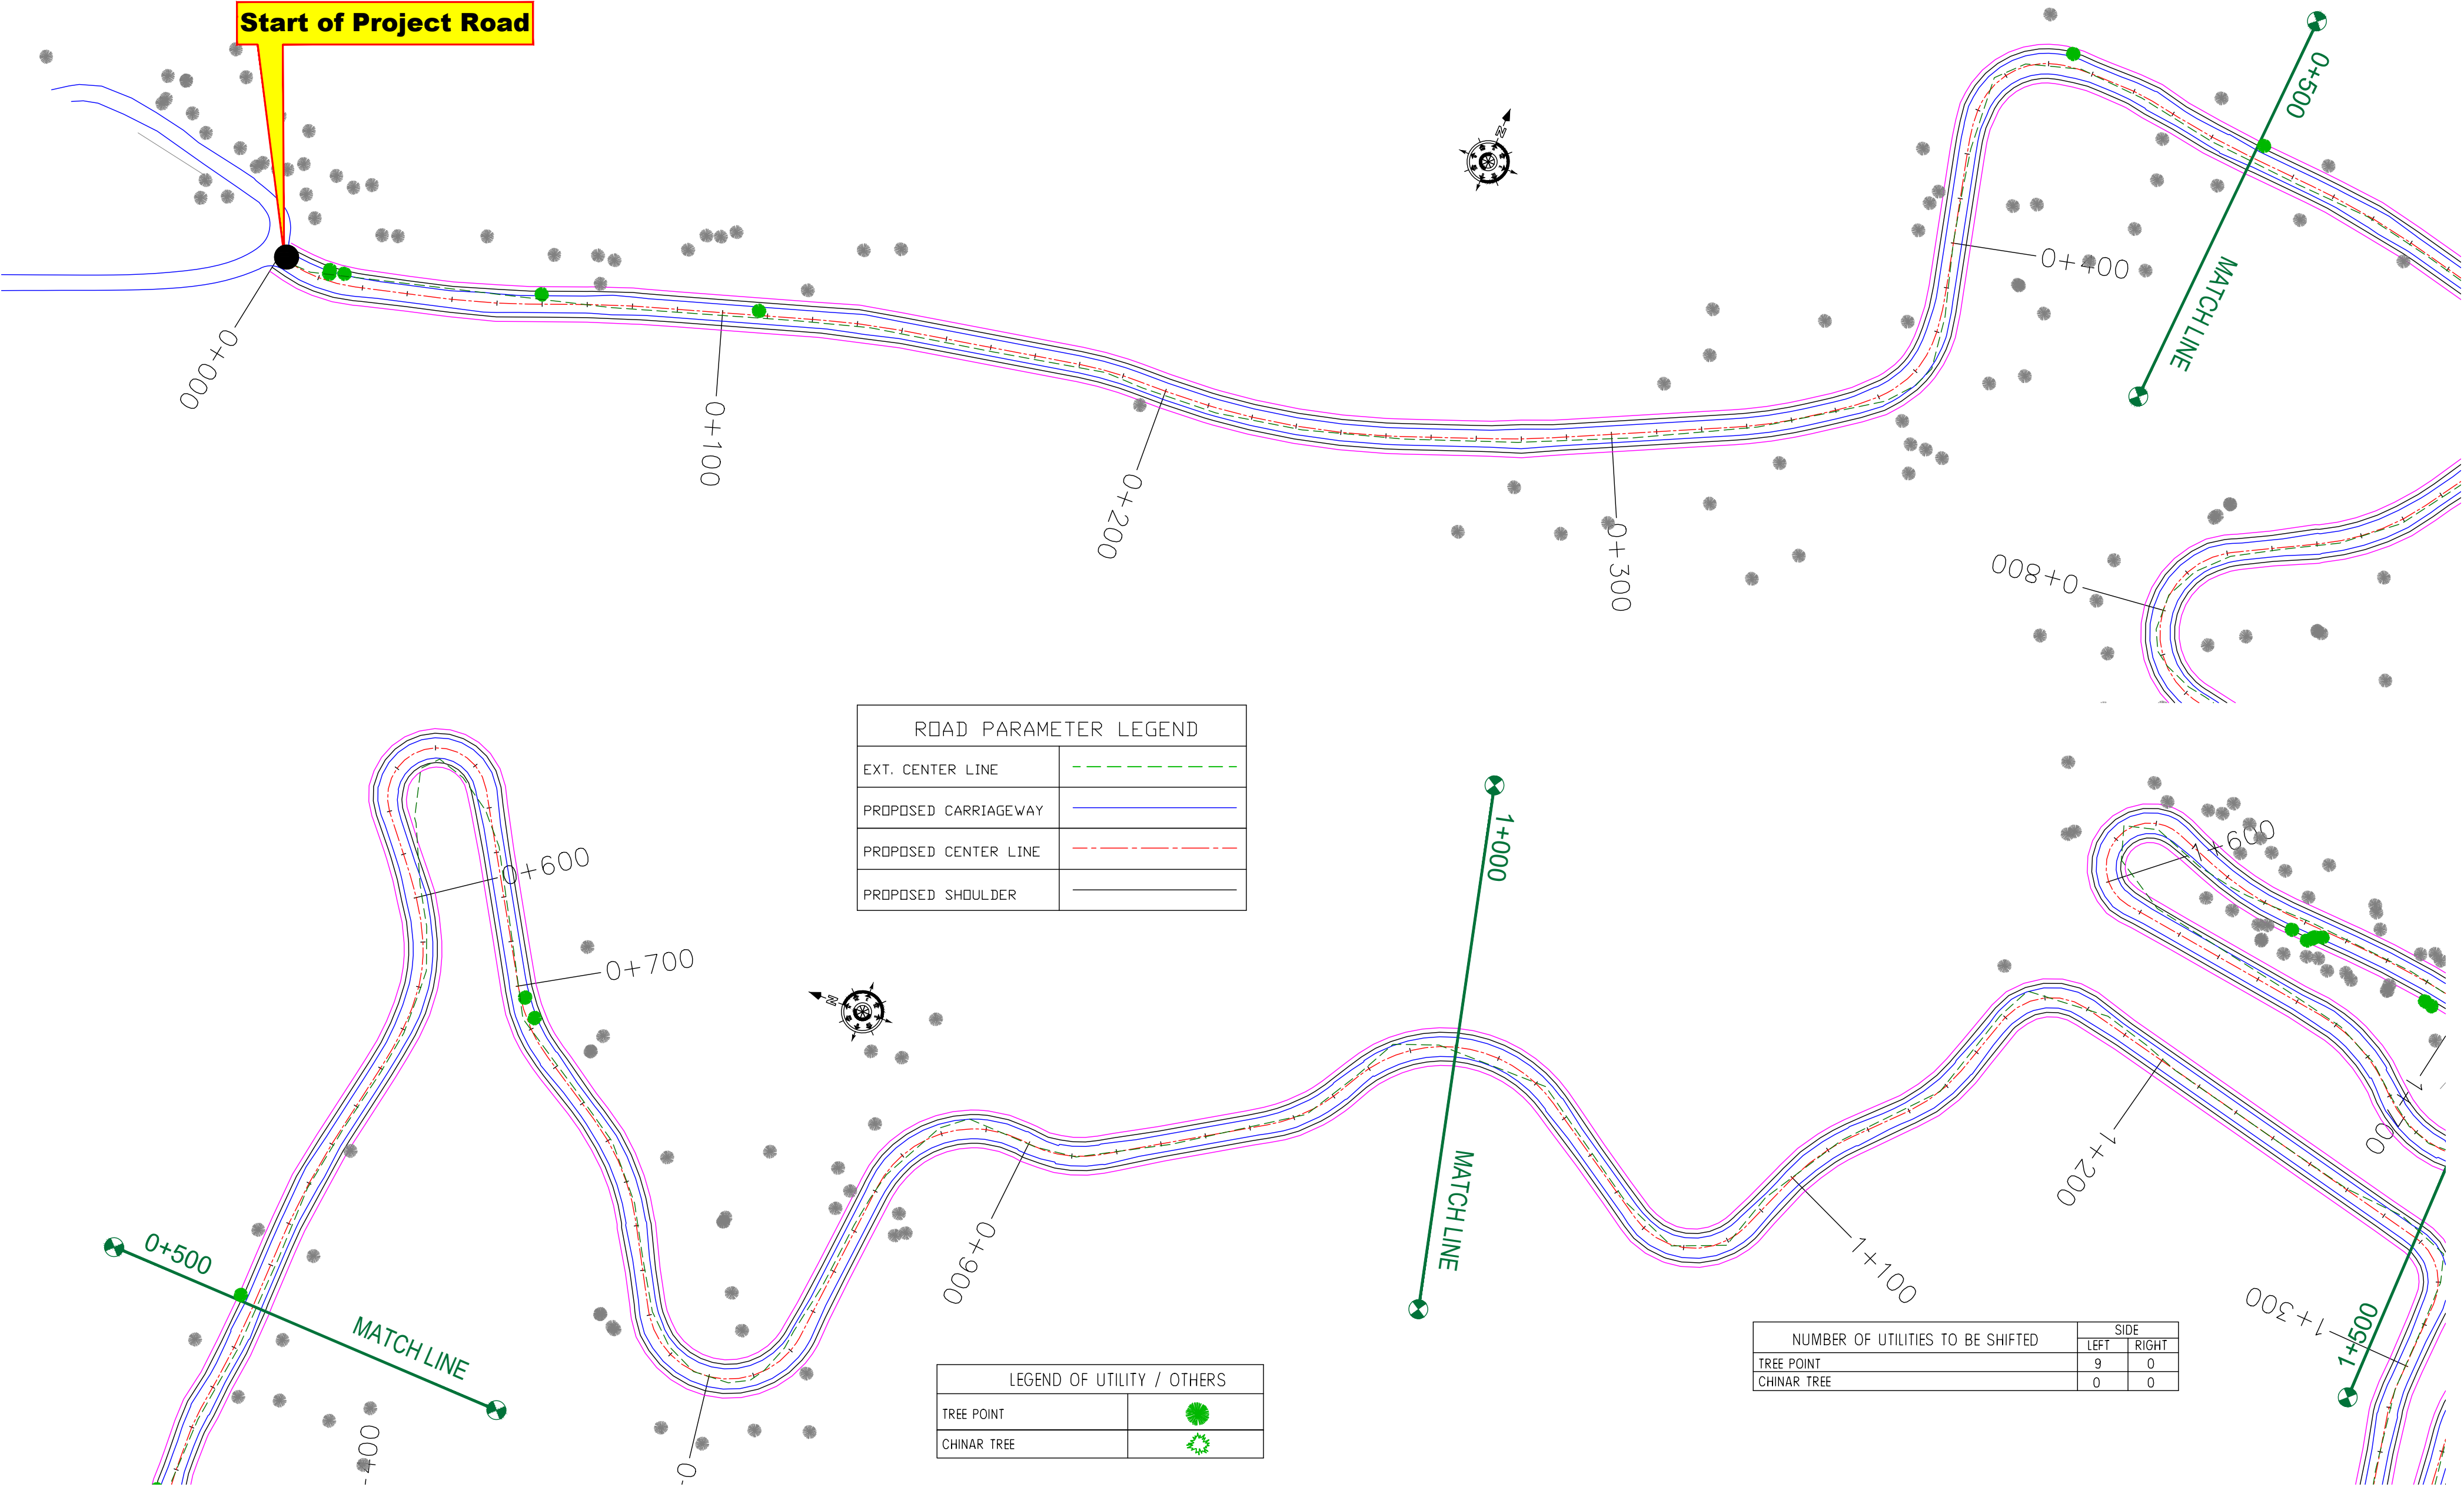 Start of Project Road
N
0+500
MATCH LINE
0+400
0+000
0+100
0+200
0+300
0+800
ROAD PARAMETER LEGEND
EXT. CENTER LINE
PROPOSED CARRIAGEWAY
PROPOSED CENTER LINE
PROPOSED SHOULDER
1+000
MATCH LINE
0+600
0+700
N
0+900
0+500
MATCH LINE
1+100
1+200
1+300
1+500
LEGEND OF UTILITY / OTHERS
TREE POINT
CHINAR TREE
NUMBER OF UTILITIES TO BE SHIFTED
SIDE
LEFT RIGHT
TREE POINT 9 0
CHINAR TREE 0 0